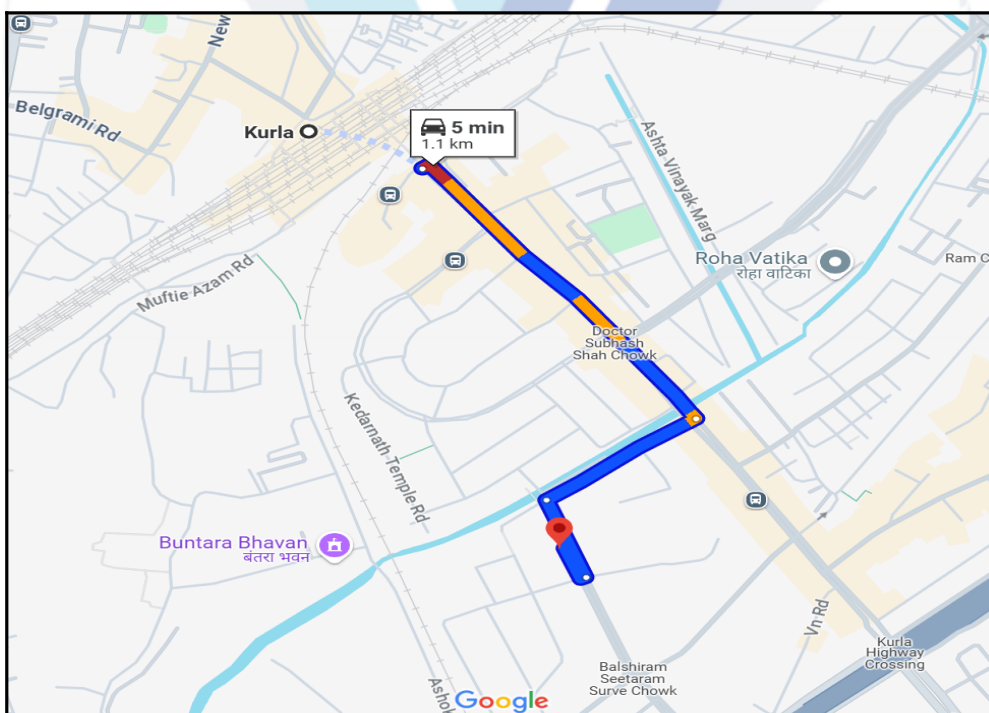 New
Belgrami Rd
Kurla
5 min
1.1 km
Ashta Vinayak Marg
Roha Vatika
रोहा वाटिका
Ram C
Muftie Azam Rd
Doctor
Subhash
Shah Chowk
Kedarnath Temple Rd
Buntara Bhavan
बंतरा भवन
Vn Rd
Kurla
Highway
Crossing
Balshiram
Seetaram
Surve Chowk
Ashok
Google